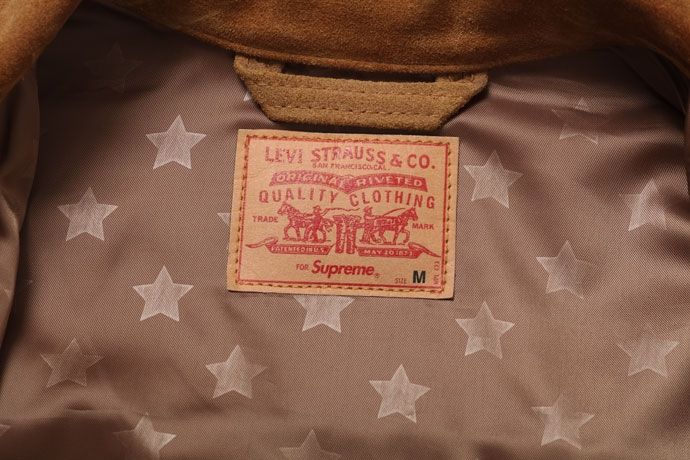 LEVI STRAUSS & CO.
SAN FRANCISCO, CAL.
ORIGINAL RIVETED
QUALITY CLOTHING
TRADE MARK
PATENTED IN U.S. MAY 20 1873
FOR Supreme® SIZE M